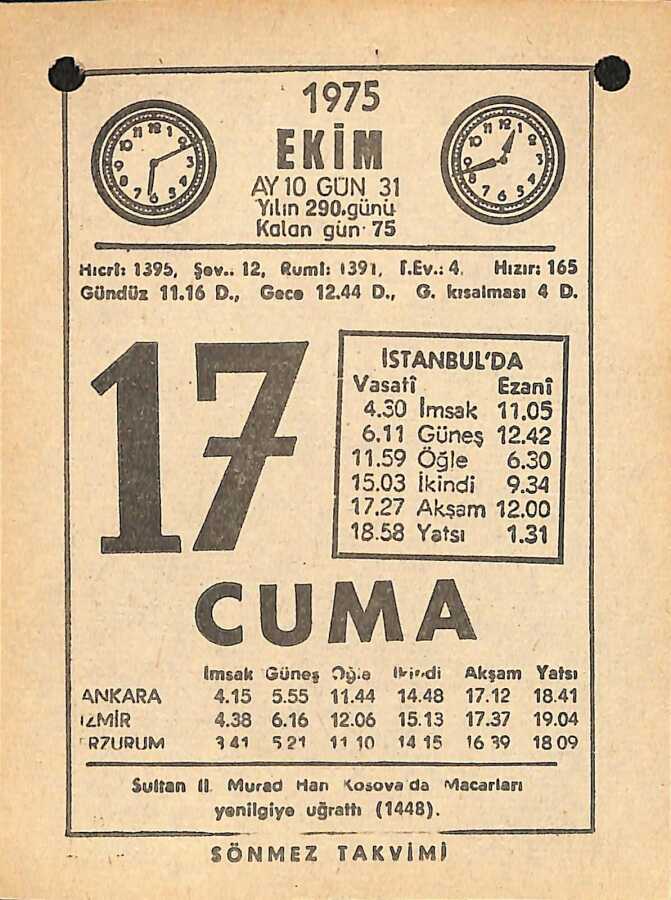 1975
EKİM
AY 10 GÜN 31
Yılın 290.günü
Kalan gün 75
Hicrî: 1395, Şev.. 12, Rumî: 1391, T.Ev.: 4, Hızır: 165
Gündüz 11.16 D., Gece 12.44 D., G. kısalması 4 D.
17
İSTANBUL'DA
Vasatî Ezanî
4.30 İmsak 11.05
6.11 Güneş 12.42
11.59 Öğle 6.30
15.03 İkindi 9.34
17.27 Akşam 12.00
18.58 Yatsı 1.31
CUMA
İmsak Güneş Öğle İkindi Akşam Yatsı
ANKARA 4.15 5.55 11.44 14.48 17.12 18.41
İZMİR 4.38 6.16 12.06 15.13 17.37 19.04
ERZURUM 3 41 5 21 11 10 14 15 16 39 18 09
Sultan II. Murad Han Kosova'da Macarları
yenilgiye uğrattı (1448).
SÖNMEZ TAKVİMİ